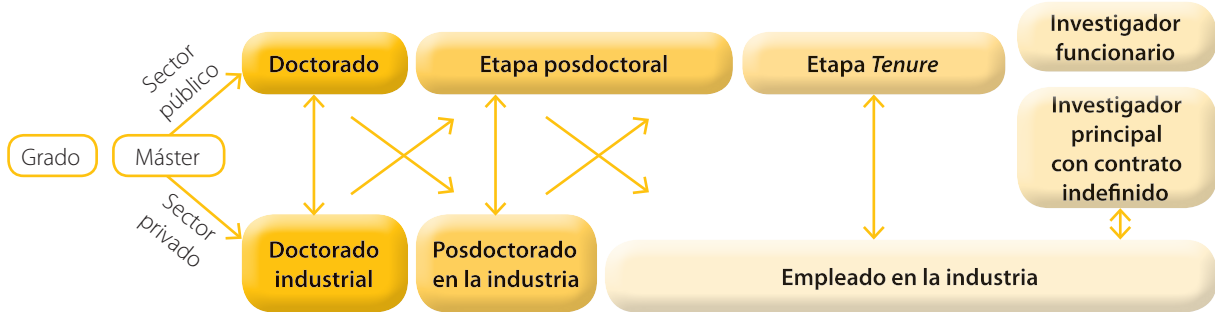 Grado
Máster
Sector
público
Sector
privado
Doctorado
Etapa posdoctoral
Etapa Tenure
Investigador
funcionario
Investigador
principal
con contrato
indefinido
Doctorado
industrial
Posdoctorado
en la industria
Empleado en la industria